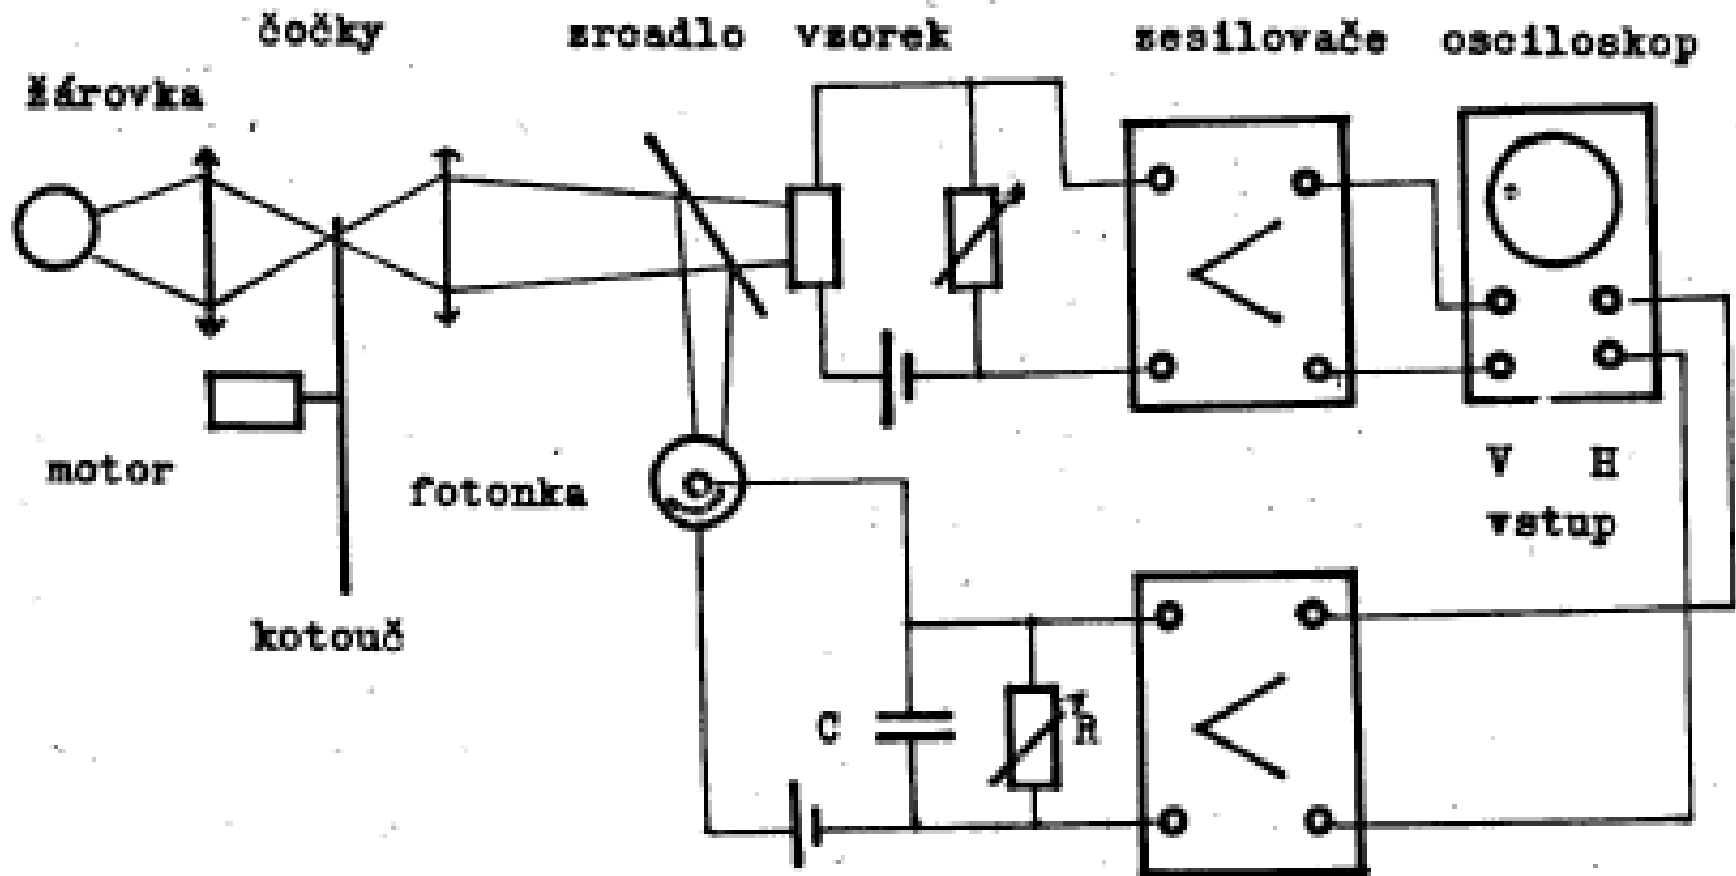 čočky zrcadlo vzorek zesilovače osciloskop
žárovka
motor fotonka V H
vstup
kotouč
C R